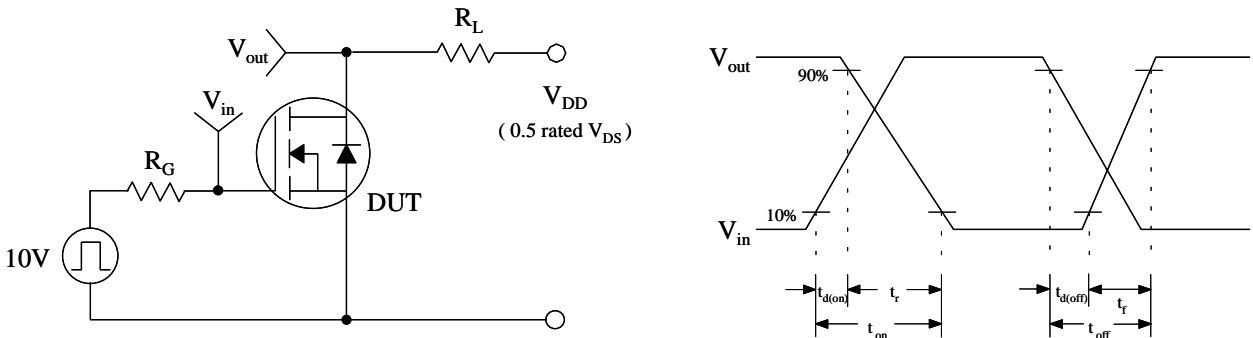 R_L
V_out
V_in
V_DD
( 0.5 rated V_DS )
R_G
DUT
10V
V_out
90%
10%
V_in
t_d(on)
t_r
t_on
t_d(off)
t_f
t_off